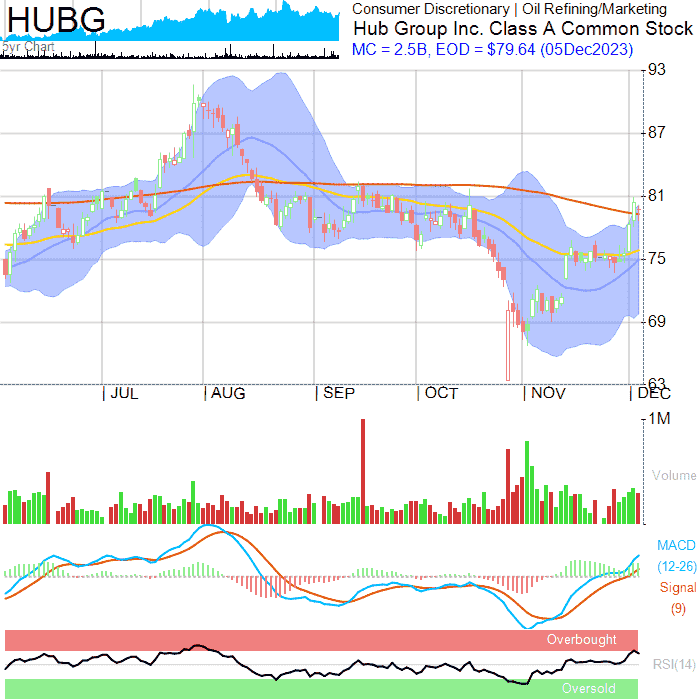 HUBG
5yr Chart
Consumer Discretionary | Oil Refining/Marketing
Hub Group Inc. Class A Common Stock
MC = 2.5B, EOD = $79.64 (05Dec2023)
93
87
81
75
69
63
JUL AUG SEP OCT NOV DEC
1M
Volume
MACD
(12-26)
Signal
(9)
Overbought
RSI(14)
Oversold